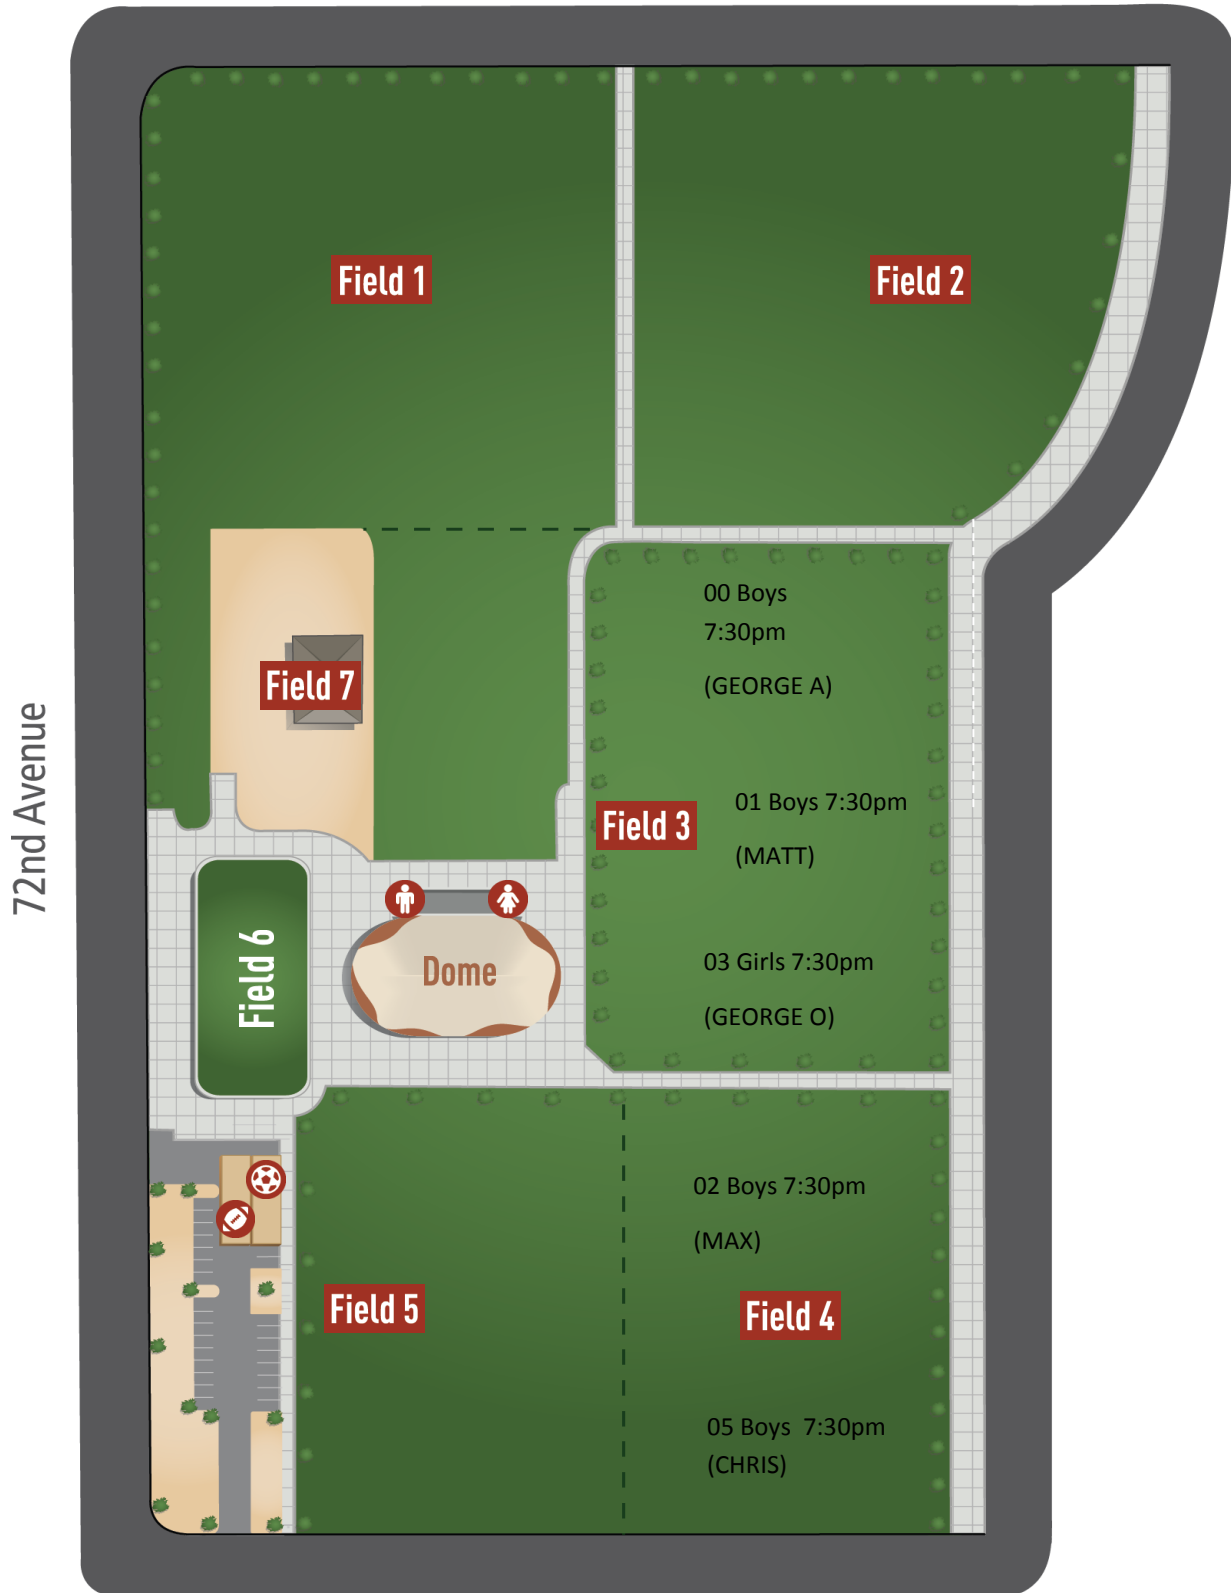 Field 1
Field 2
00 Boys
7:30pm
(GEORGE A)
Field 7
72nd Avenue
01 Boys 7:30pm
Field 3
(MATT)
Field 6
Dome
03 Girls 7:30pm
(GEORGE O)
02 Boys 7:30pm
(MAX)
Field 5
Field 4
05 Boys  7:30pm
(CHRIS)